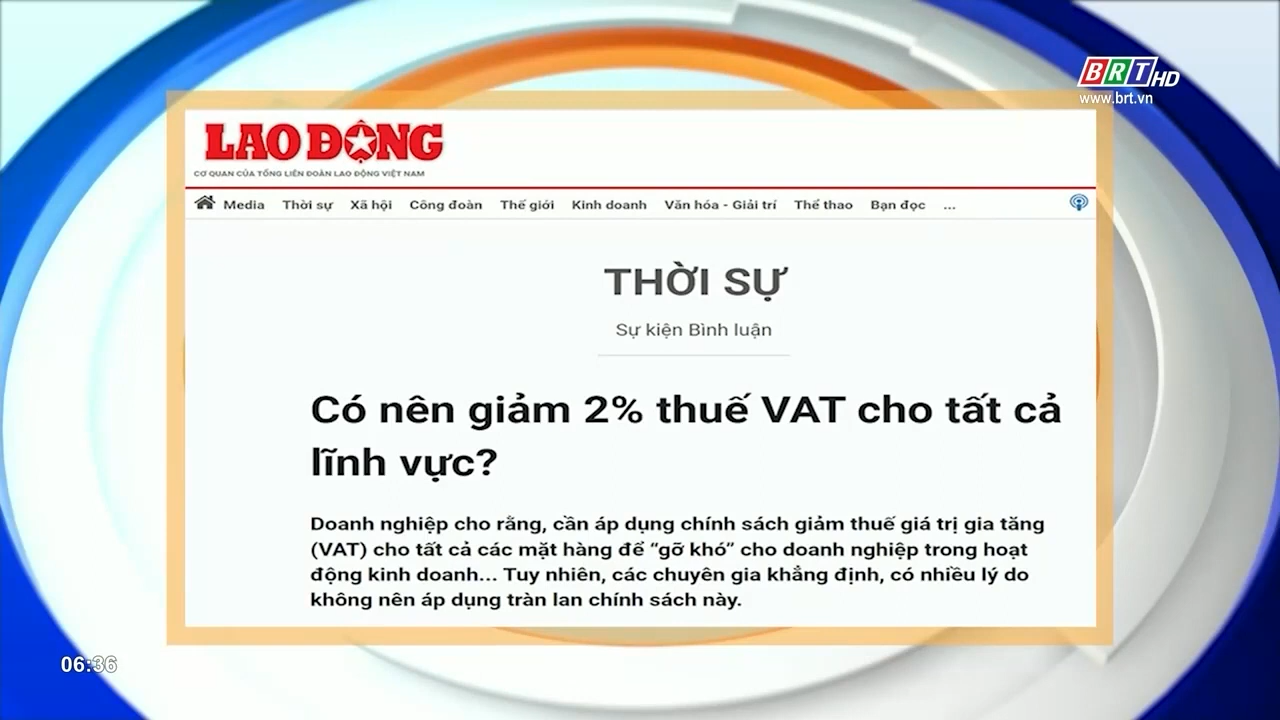 BRT HD
www.brt.vn
LAO ĐỘNG
CƠ QUAN CỦA TỔNG LIÊN ĐOÀN LAO ĐỘNG VIỆT NAM
Media Thời sự Xã hội Công đoàn Thế giới Kinh doanh Văn hóa - Giải trí Thể thao Bạn đọc ...
THỜI SỰ
Sự kiện Bình luận
Có nên giảm 2% thuế VAT cho tất cả
lĩnh vực?
Doanh nghiệp cho rằng, cần áp dụng chính sách giảm thuế giá trị gia tăng
(VAT) cho tất cả các mặt hàng để “gỡ khó” cho doanh nghiệp trong hoạt
động kinh doanh... Tuy nhiên, các chuyên gia khẳng định, có nhiều lý do
không nên áp dụng tràn lan chính sách này.
06:36